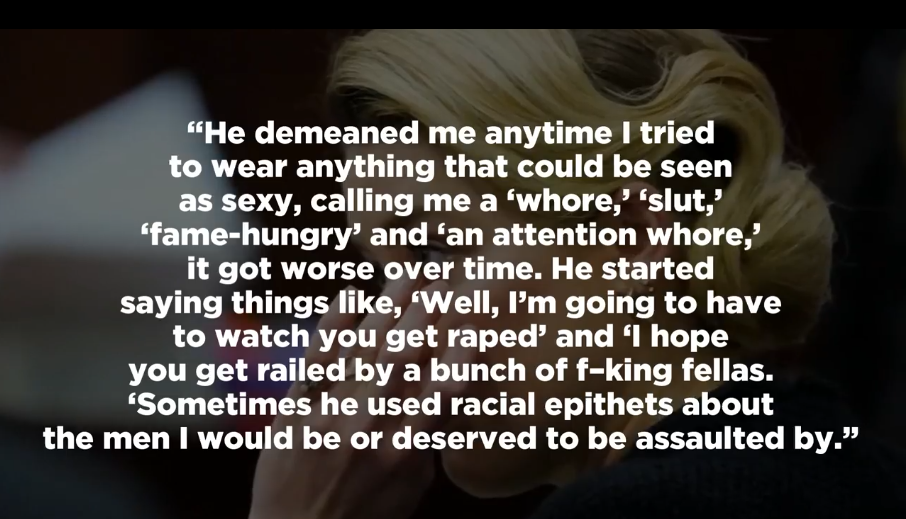 “He demeaned me anytime I tried
to wear anything that could be seen
as sexy, calling me a ‘whore,’ ‘slut,’
‘fame-hungry’ and ‘an attention whore,’
it got worse over time. He started
saying things like, ‘Well, I’m going to have
to watch you get raped’ and ‘I hope
you get railed by a bunch of f–king fellas.
‘Sometimes he used racial epithets about
the men I would be or deserved to be assaulted by.”